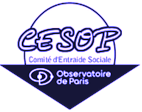 CESOP
Comité d'Entraide Sociale
Observatoire
de Paris